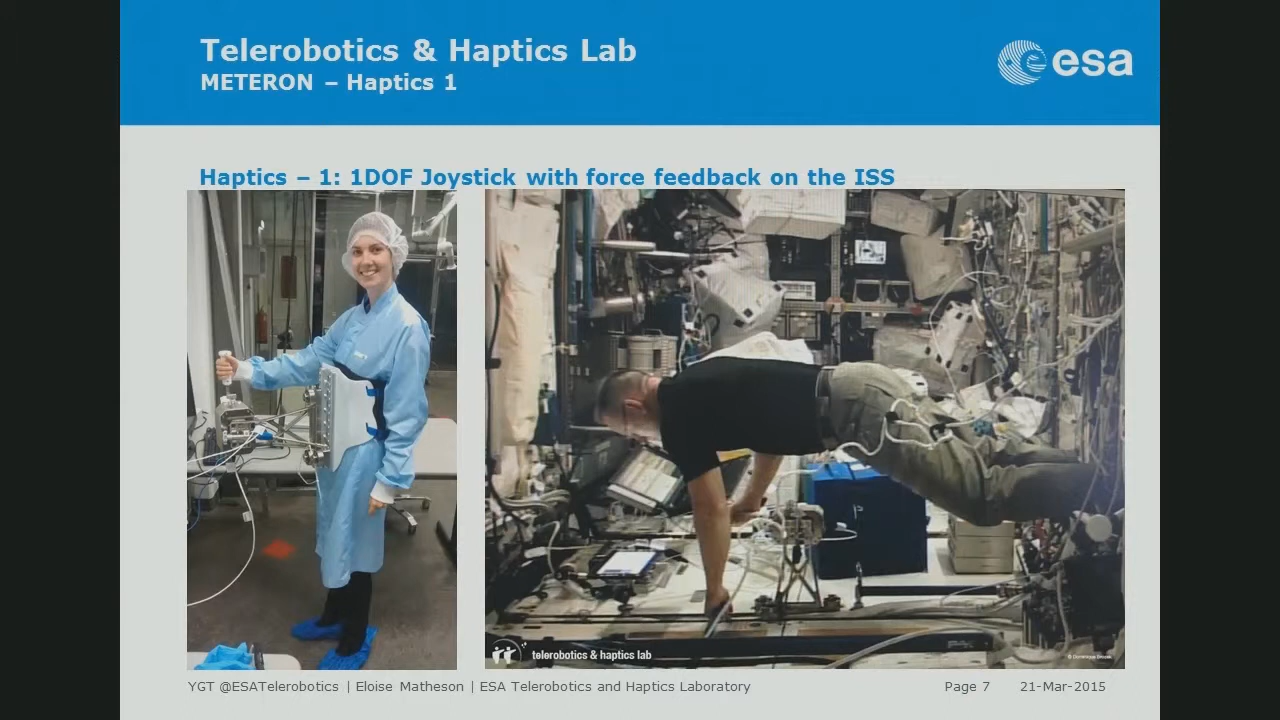 Telerobotics & Haptics Lab
METERON – Haptics 1
esa
Haptics – 1: 1DOF Joystick with force feedback on the ISS
telerobotics & haptics lab
YGT @ESATelerobotics | Eloise Matheson | ESA Telerobotics and Haptics Laboratory
Page 7
21-Mar-2015